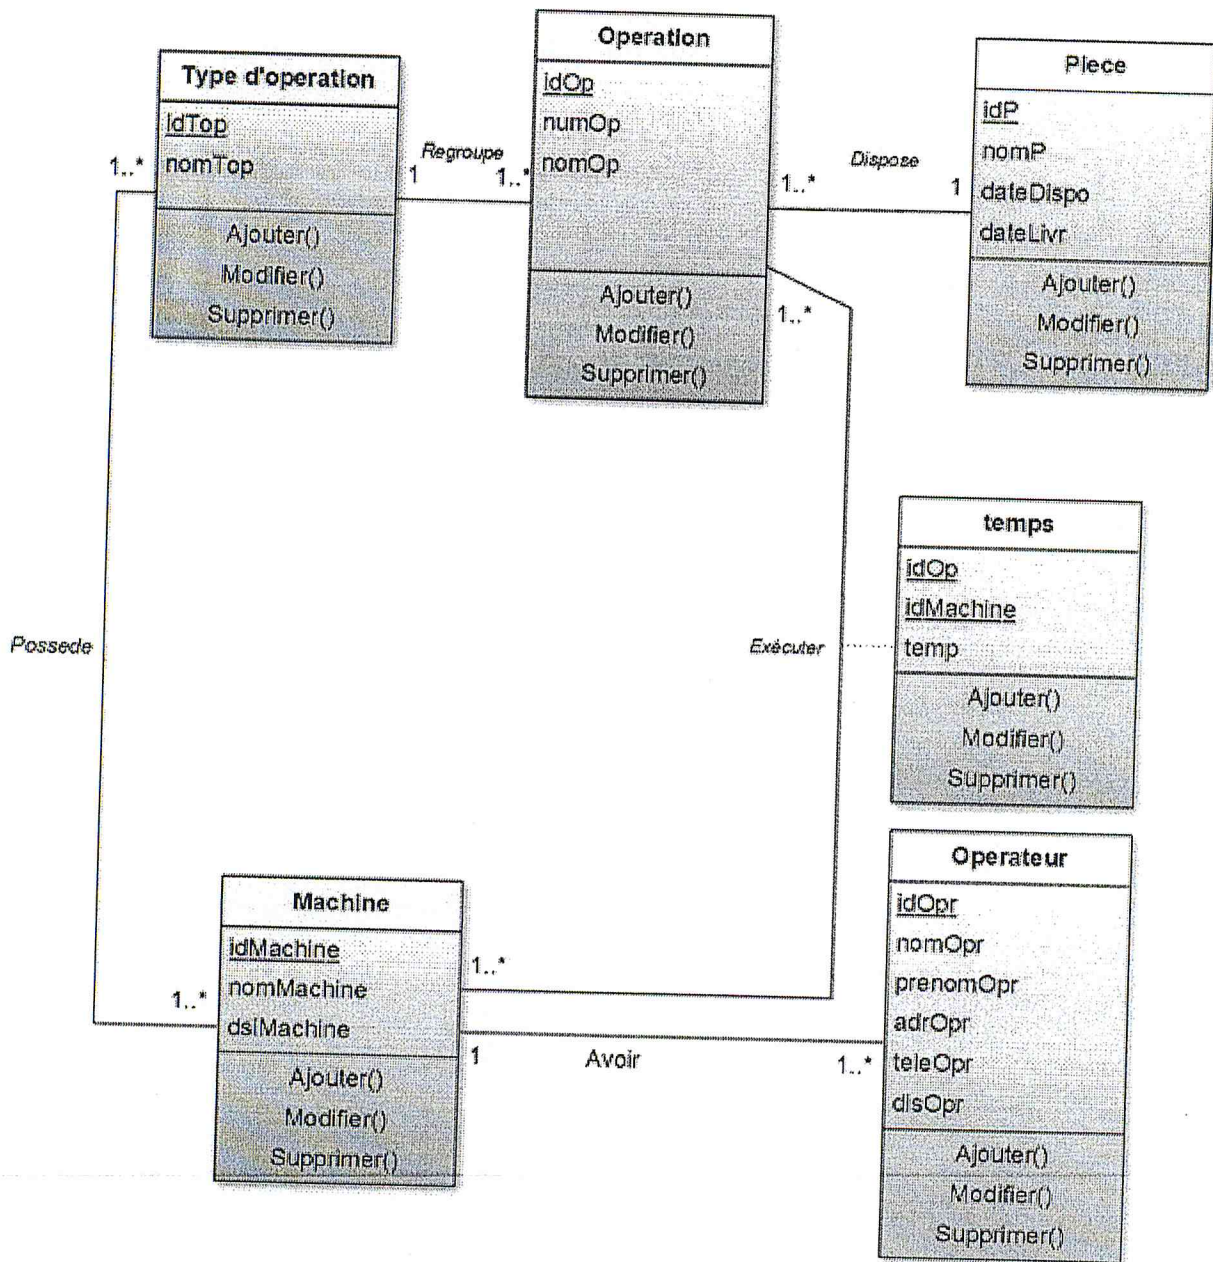 Type d'operation
idTop
nomTop
Ajouter()
Modifier()
Supprimer()
1..*
Regroupe
1
1..*
Operation
idOp
numOp
nomOp
Ajouter()
Modifier()
Supprimer()
1..*
Dispose
1
1..*
Piece
idP
nomP
dateDispo
dateLivr
Ajouter()
Modifier()
Supprimer()
temps
idOp
idMachine
temp
Ajouter()
Modifier()
Supprimer()
Possede
Exécuter
Machine
idMachine
nomMachine
Ajouter()
Modifier()
Supprimer()
1..*
1..*
1
Avoir
1..*
Operateur
idOpr
nomOpr
prenomOpr
adrOpr
teleOpr
disOpr
Ajouter()
Modifier()
Supprimer()